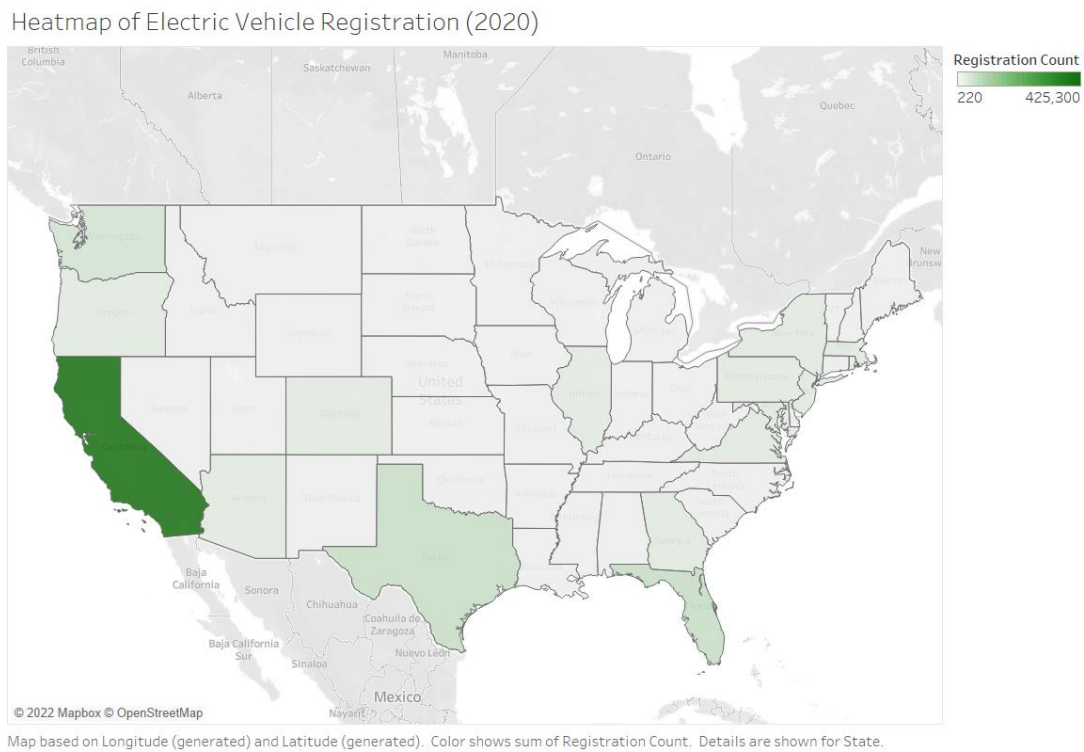 Heatmap of Electric Vehicle Registration (2020)
Registration Count
220 425,300
British
Columbia
Manitoba
Saskatchewan
Alberta
Quebec
Ontario
New
Brunsw
Washington
Montana
North
Dakota
Minnesota
Maine
Oregon
Idaho
South
Dakota
Wisconsin
Michigan
New York
Wyoming
Iowa
Nebraska
United
States
Pennsylvania
Nevada
Utah
Colorado
Kansas
Illinois
Indiana
Ohio
West
Virginia
Missouri
Kentucky
California
Arizona
New Mexico
Oklahoma
Arkansas
Tennessee
North
Carolina
South
Carolina
Mississippi
Georgia
Texas
Florida
Baja
California
Sonora
Chihuahua
Coahuila de
Zaragoza
Baja California
Sur
Nuevo León
Sinaloa
Mexico
Nayarit
© 2022 Mapbox © OpenStreetMap
Map based on Longitude (generated) and Latitude (generated). Color shows sum of Registration Count. Details are shown for State.